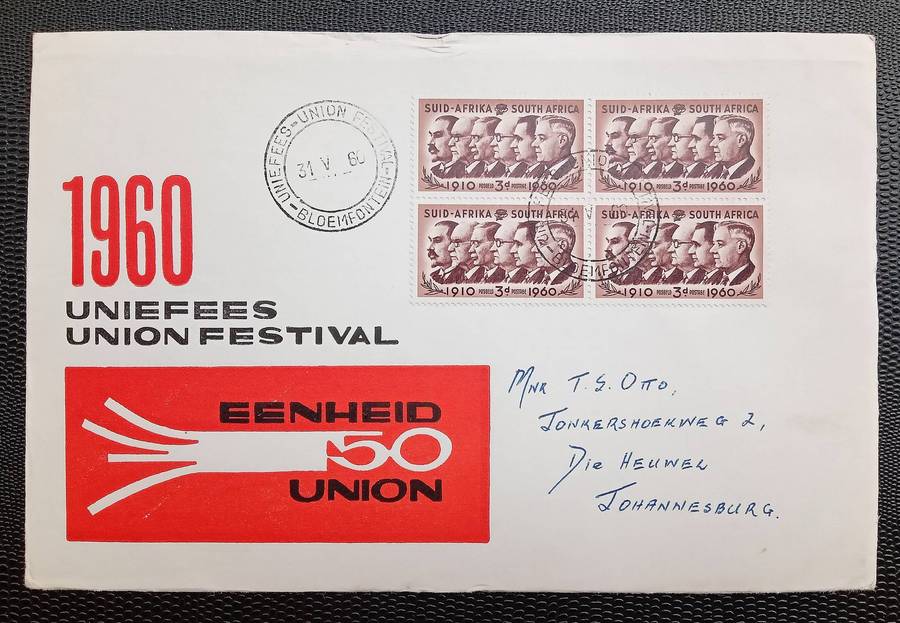 UNIEFEES-UNION FESTIVAL-
31 V 60
-BLOEMFONTEIN-
SUID-AFRIKA SOUTH AFRICA
1910 POSGELD 3d POSTAGE 1960
SUID-AFRIKA SOUTH AFRICA
1910 POSGELD 3d POSTAGE 1960
SUID-AFRIKA SOUTH AFRICA
1910 POSGELD 3d POSTAGE 1960
SUID-AFRIKA SOUTH AFRICA
1910 POSGELD 3d POSTAGE 1960
1960
UNIEFEES
UNION FESTIVAL
EENHEID
50
UNION
MNR T. S. OTTO,
JONKERSHOEKWEG 2,
DIE HEUWEL
JOHANNESBURG.